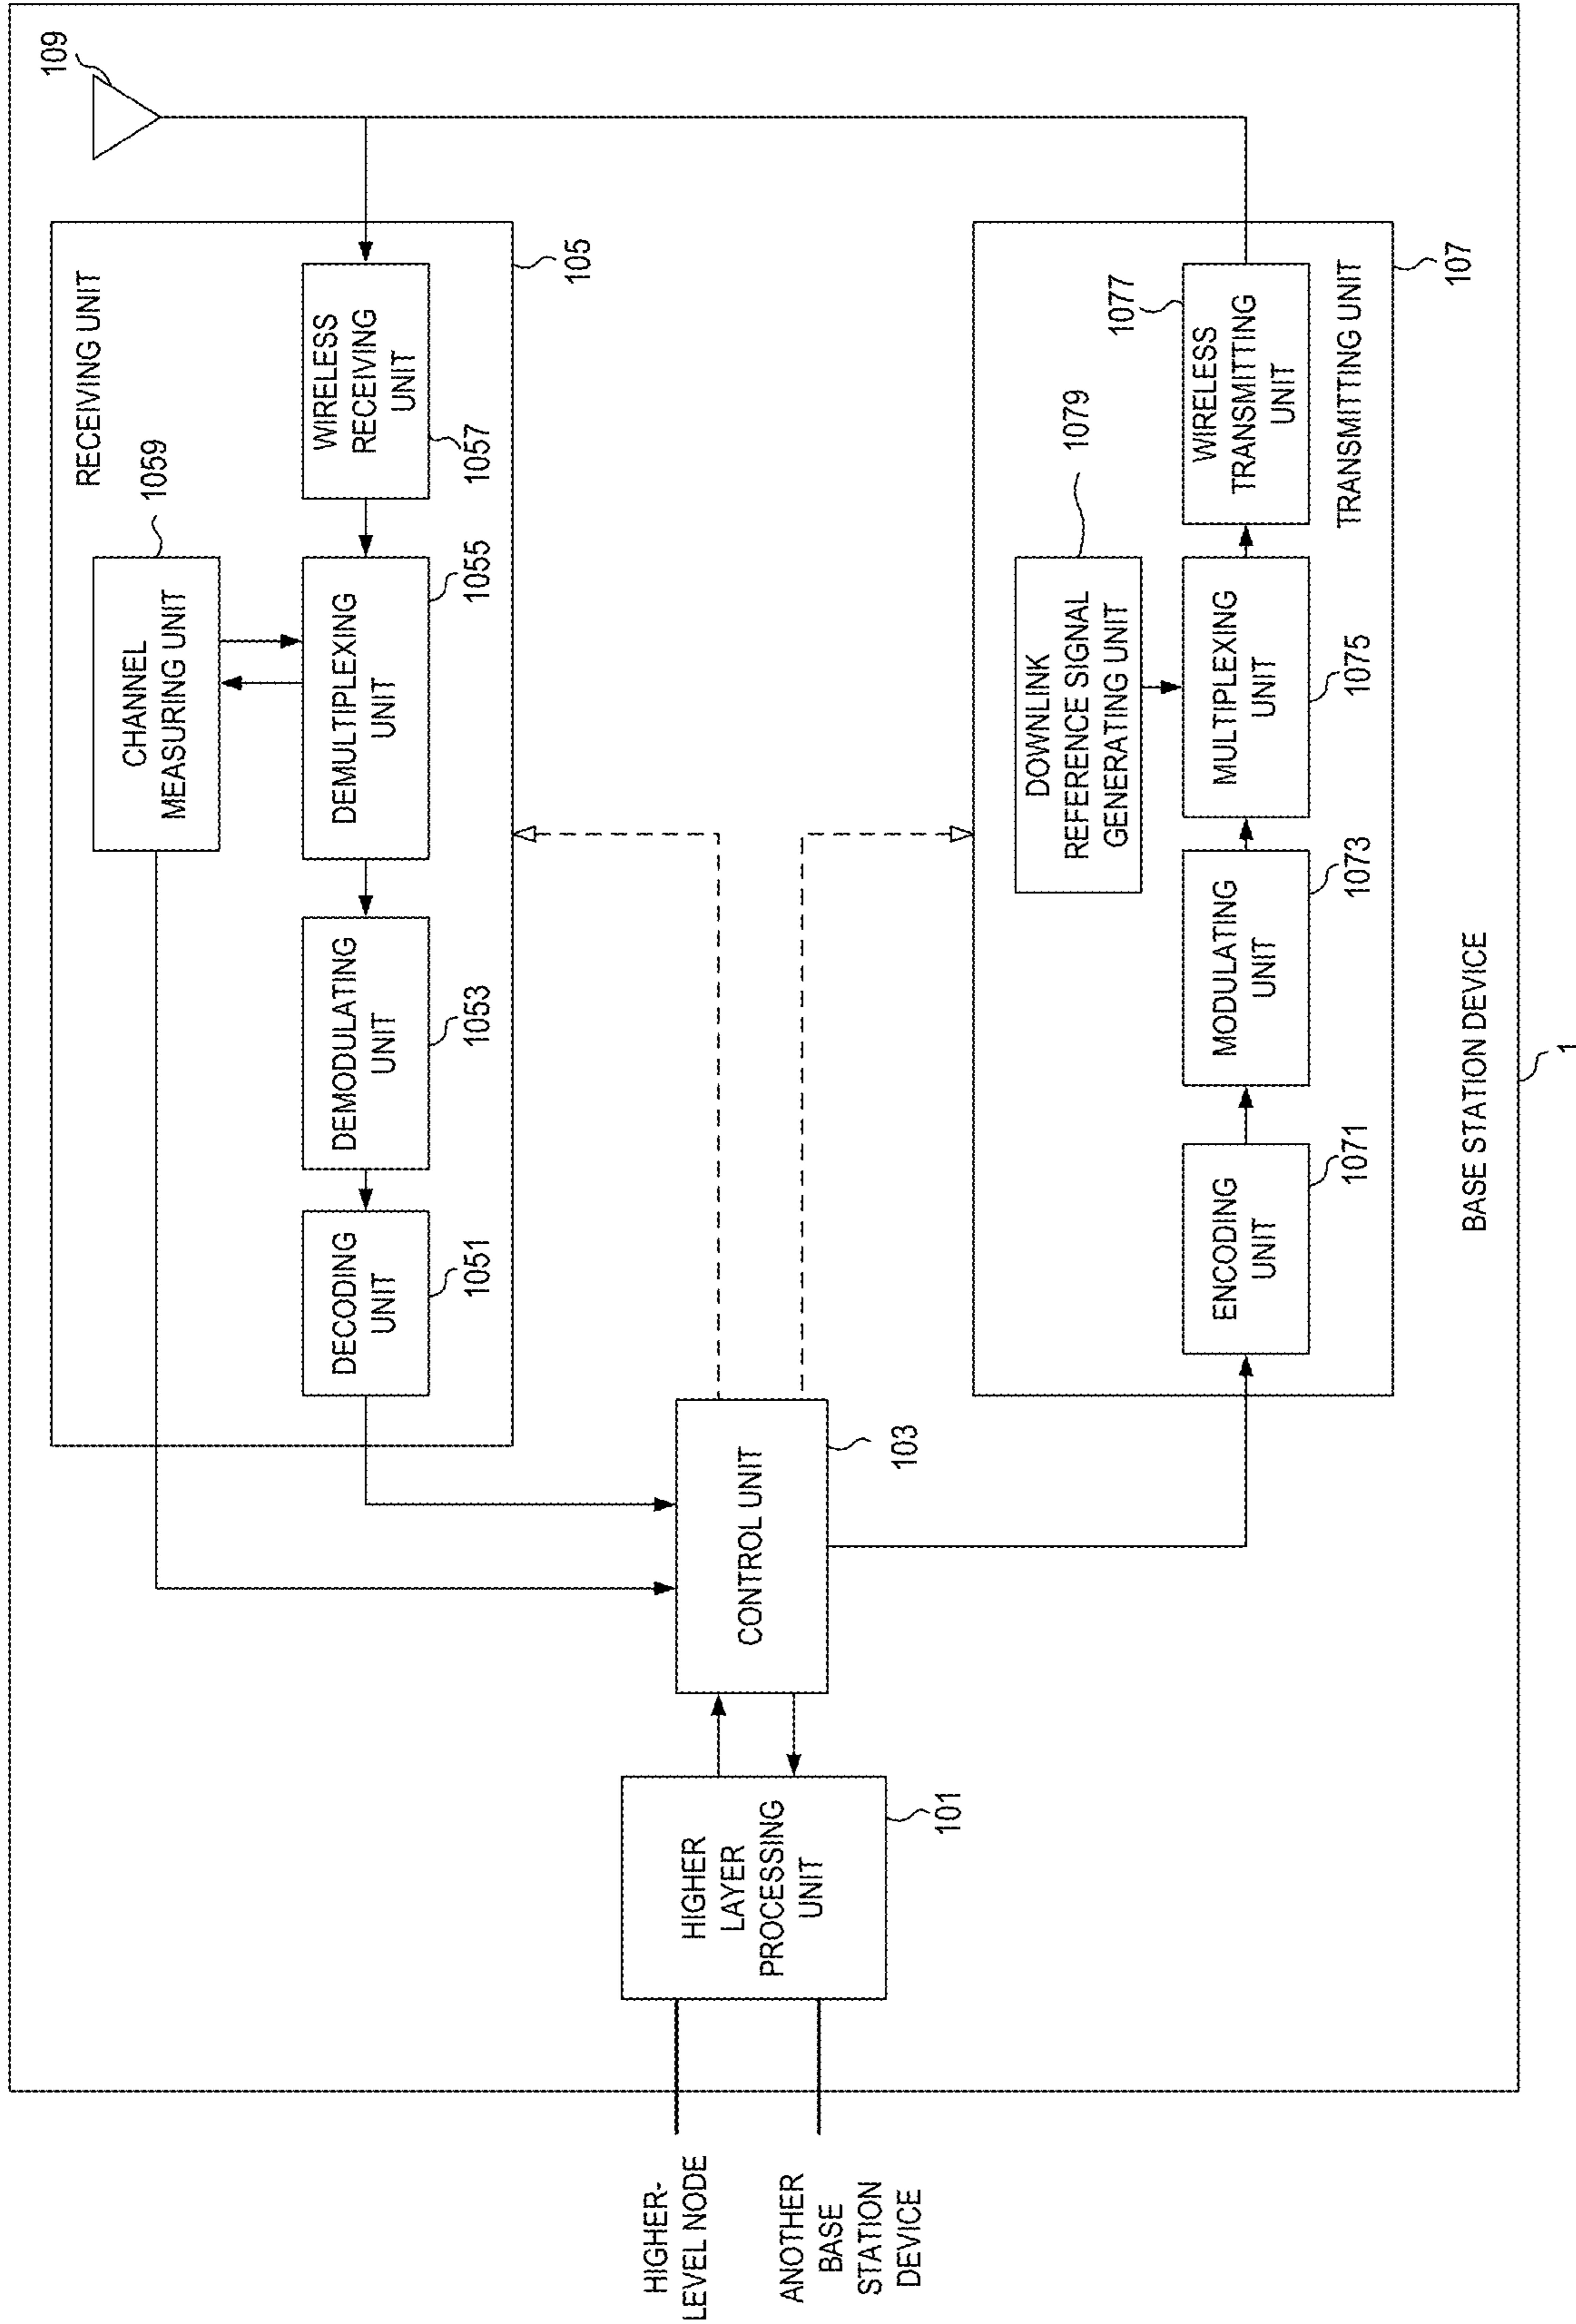 109
RECEIVING UNIT
1059
CHANNEL
MEASURING UNIT
DECODING
UNIT
1051
DEMODULATING
UNIT
1053
DEMULTIPLEXING
UNIT
1055
WIRELESS
RECEIVING
UNIT
1057
105
HIGHER-
LEVEL NODE
ANOTHER
BASE
STATION
DEVICE
HIGHER
LAYER
PROCESSING
UNIT
101
CONTROL UNIT
103
DOWNLINK
REFERENCE SIGNAL
GENERATING UNIT
1079
ENCODING
UNIT
1071
MODULATING
UNIT
1073
MULTIPLEXING
UNIT
1075
1077
WIRELESS
TRANSMITTING
UNIT
TRANSMITTING UNIT
107
BASE STATION DEVICE
1